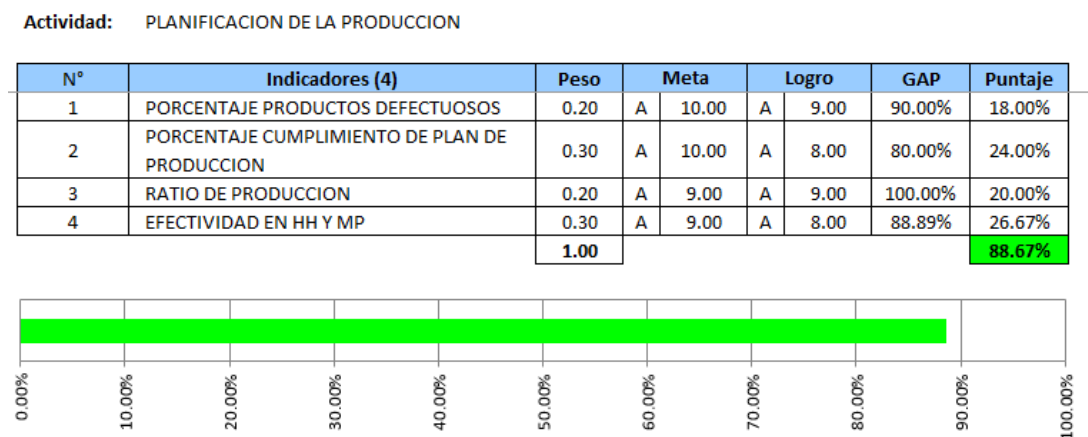 Actividad: PLANIFICACION DE LA PRODUCCION
N° Indicadores (4) Peso Meta Logro GAP Puntaje
1 PORCENTAJE PRODUCTOS DEFECTUOSOS 0.20 A 10.00 A 9.00 90.00% 18.00%
2 PORCENTAJE CUMPLIMIENTO DE PLAN DE
PRODUCCION 0.30 A 10.00 A 8.00 80.00% 24.00%
3 RATIO DE PRODUCCION 0.20 A 9.00 A 9.00 100.00% 20.00%
4 EFECTIVIDAD EN HH Y MP 0.30 A 9.00 A 8.00 88.89% 26.67%
1.00 88.67%
0.00% 10.00% 20.00% 30.00% 40.00% 50.00% 60.00% 70.00% 80.00% 90.00% 100.00%